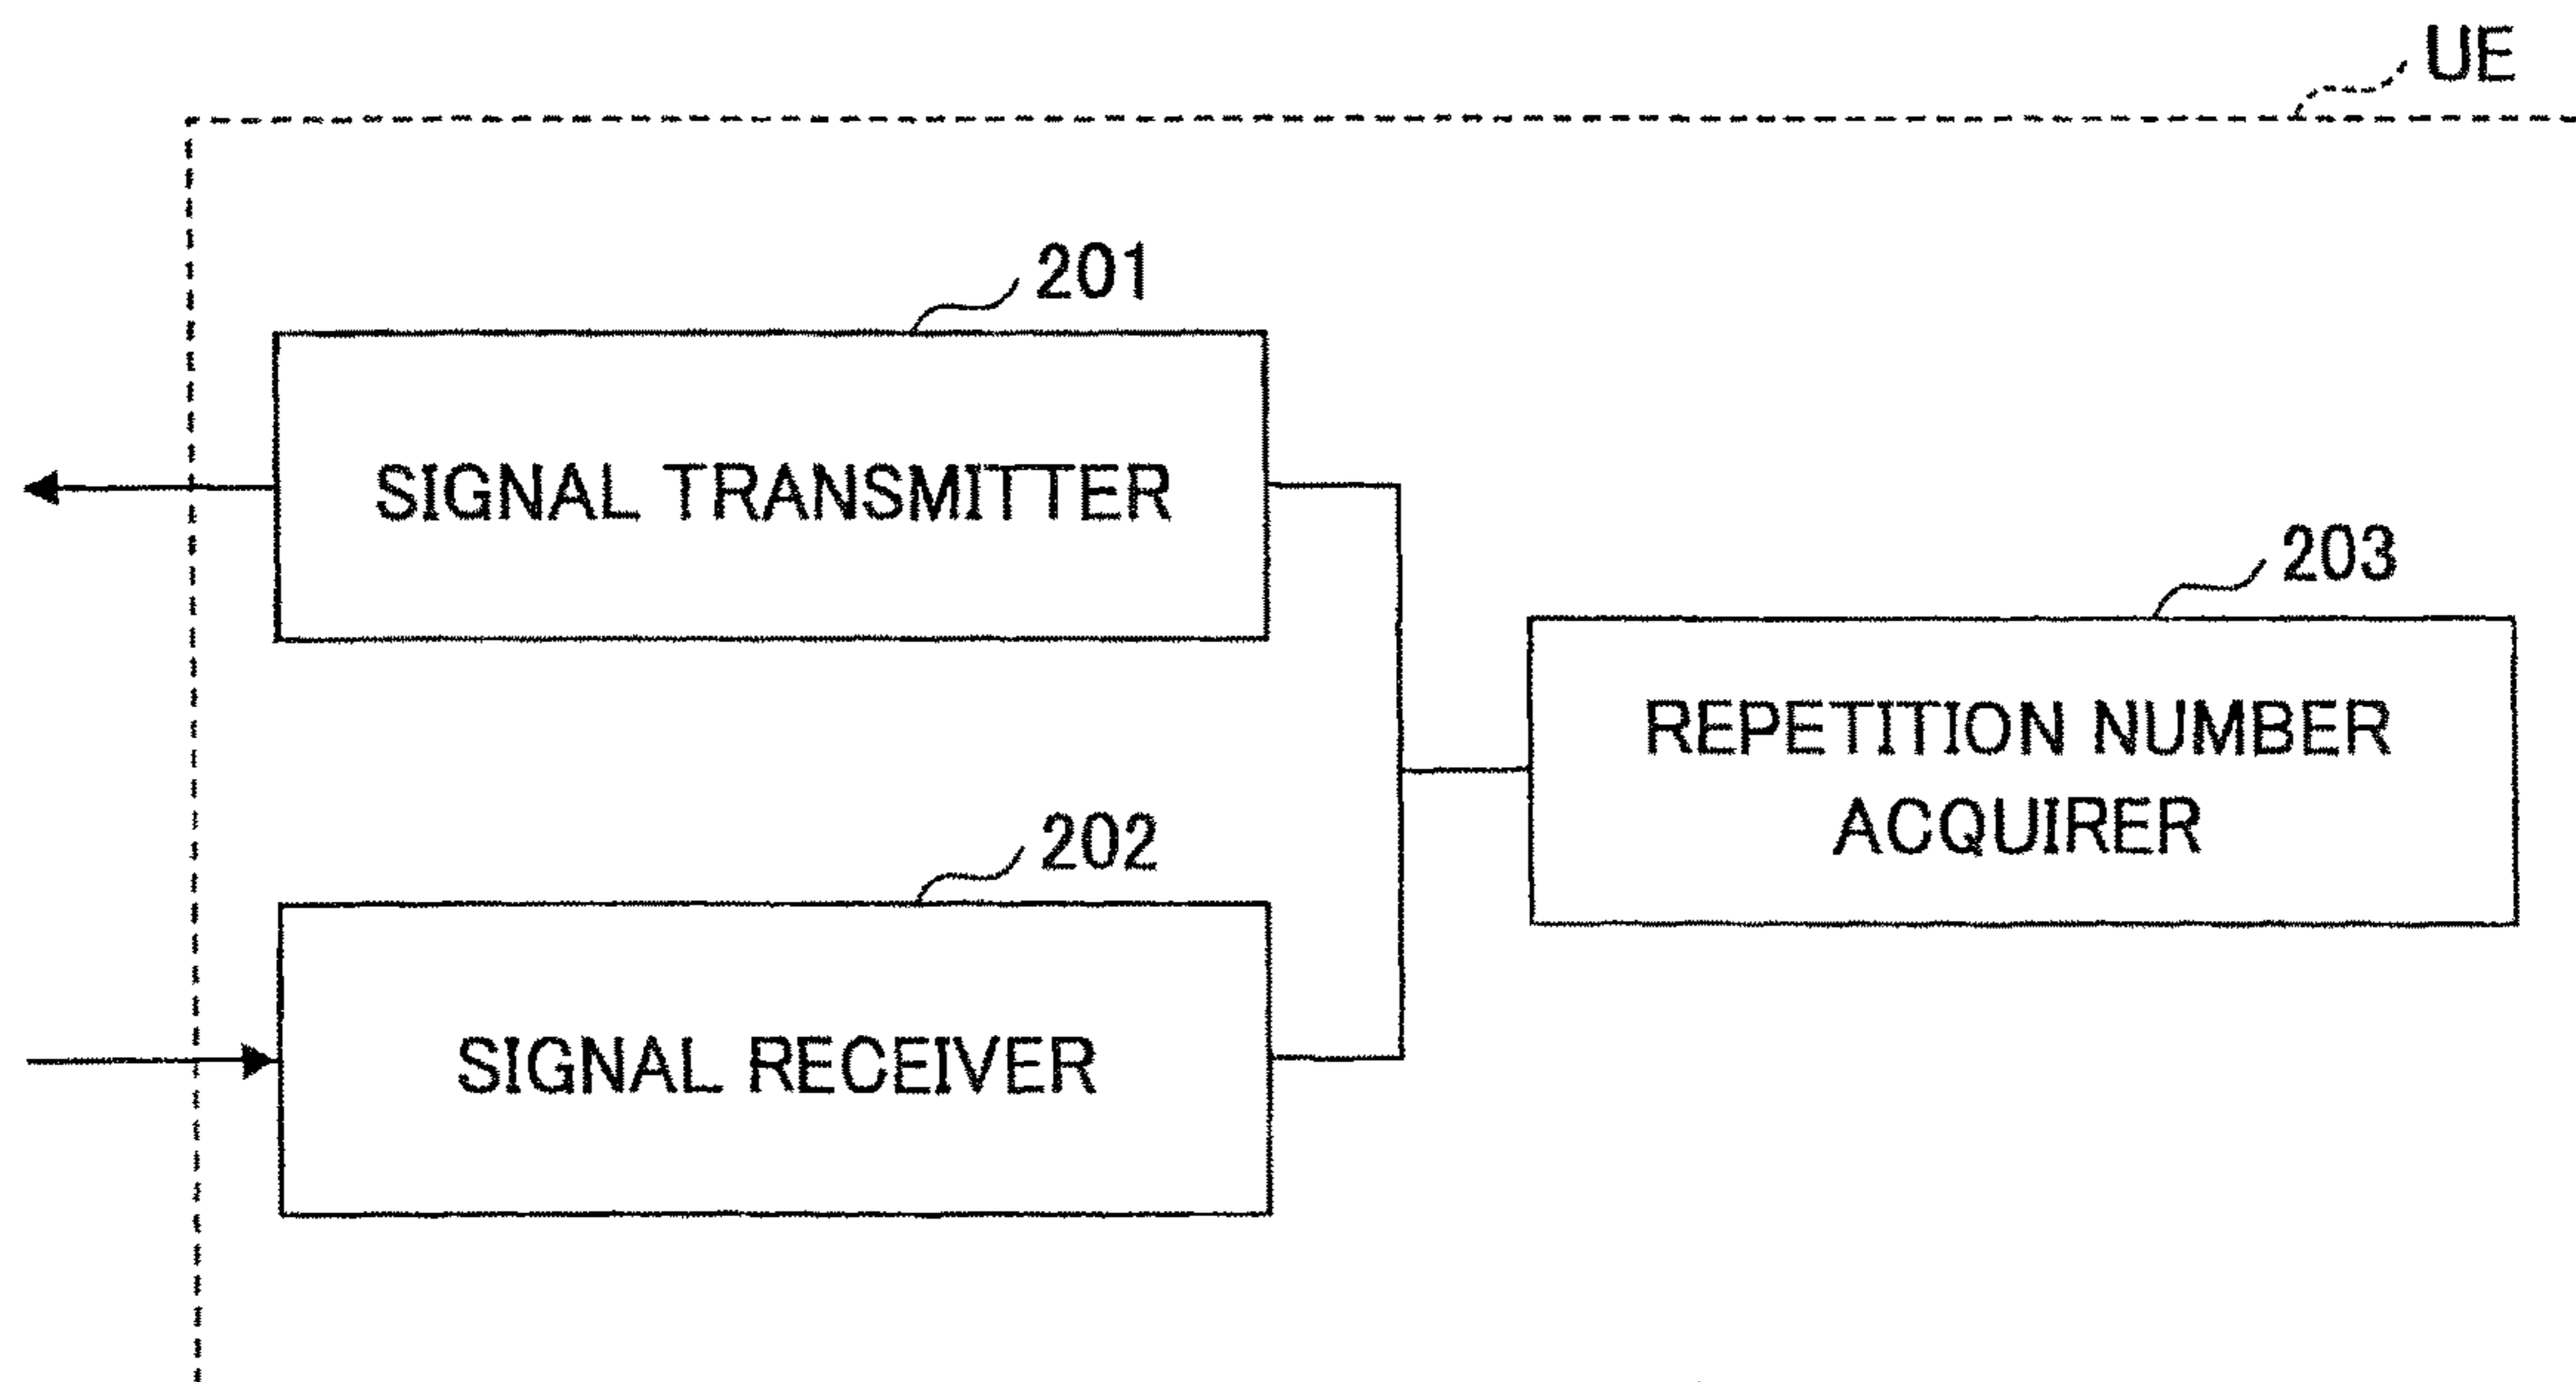 UE
201
SIGNAL TRANSMITTER
203
REPETITION NUMBER
ACQUIRER
202
SIGNAL RECEIVER